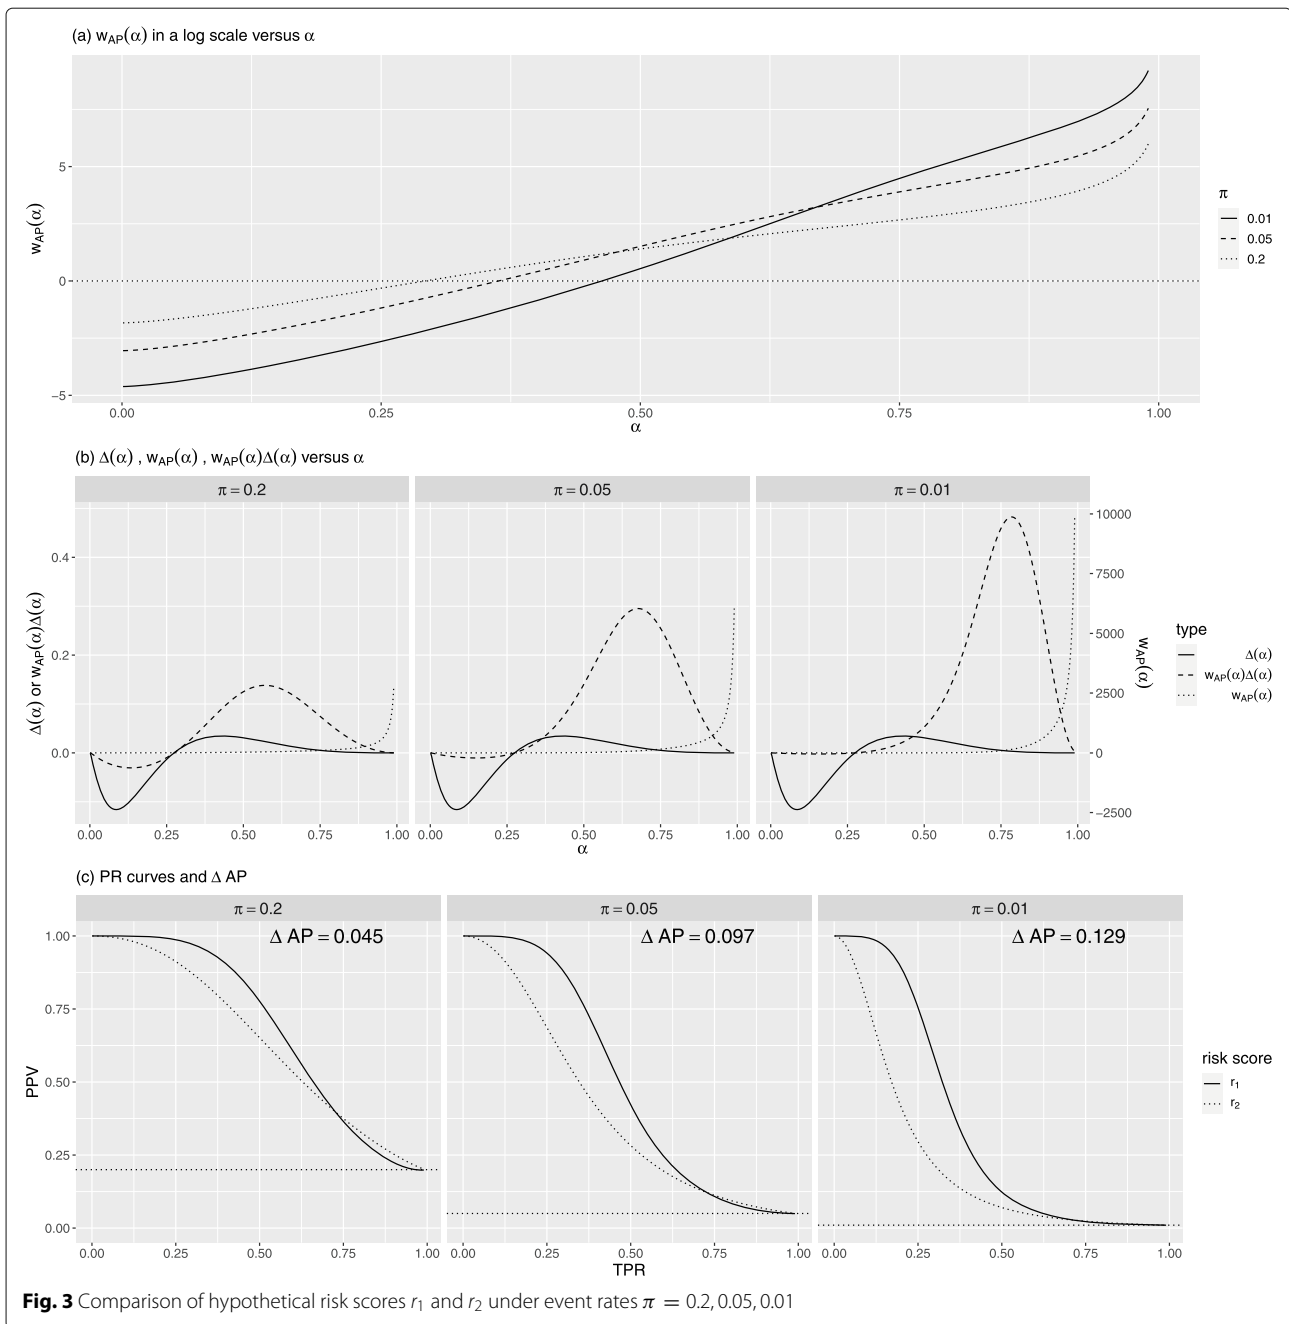 (a) w_AP(α) in a log scale versus α
w_AP(α)
5
0
−5
0.00 0.25 0.50 0.75 1.00
α
π
0.01
0.05
0.2
(b) Δ(α) , w_AP(α) , w_AP(α)Δ(α) versus α
π = 0.2 π = 0.05 π = 0.01
Δ(α) or w_AP(α)Δ(α)
0.4
0.2
0.0
10000
7500
5000
2500
0
−2500
w_AP(α)
0.00 0.25 0.50 0.75 1.00 0.00 0.25 0.50 0.75 1.00 0.00 0.25 0.50 0.75 1.00
α
type
Δ(α)
w_AP(α)Δ(α)
w_AP(α)
(c) PR curves and Δ AP
π = 0.2 π = 0.05 π = 0.01
Δ AP = 0.045 Δ AP = 0.097 Δ AP = 0.129
PPV
1.00
0.75
0.50
0.25
0.00
0.00 0.25 0.50 0.75 1.00 0.00 0.25 0.50 0.75 1.00 0.00 0.25 0.50 0.75 1.00
TPR
risk score
r₁
r₂
Fig. 3 Comparison of hypothetical risk scores r₁ and r₂ under event rates π = 0.2, 0.05, 0.01